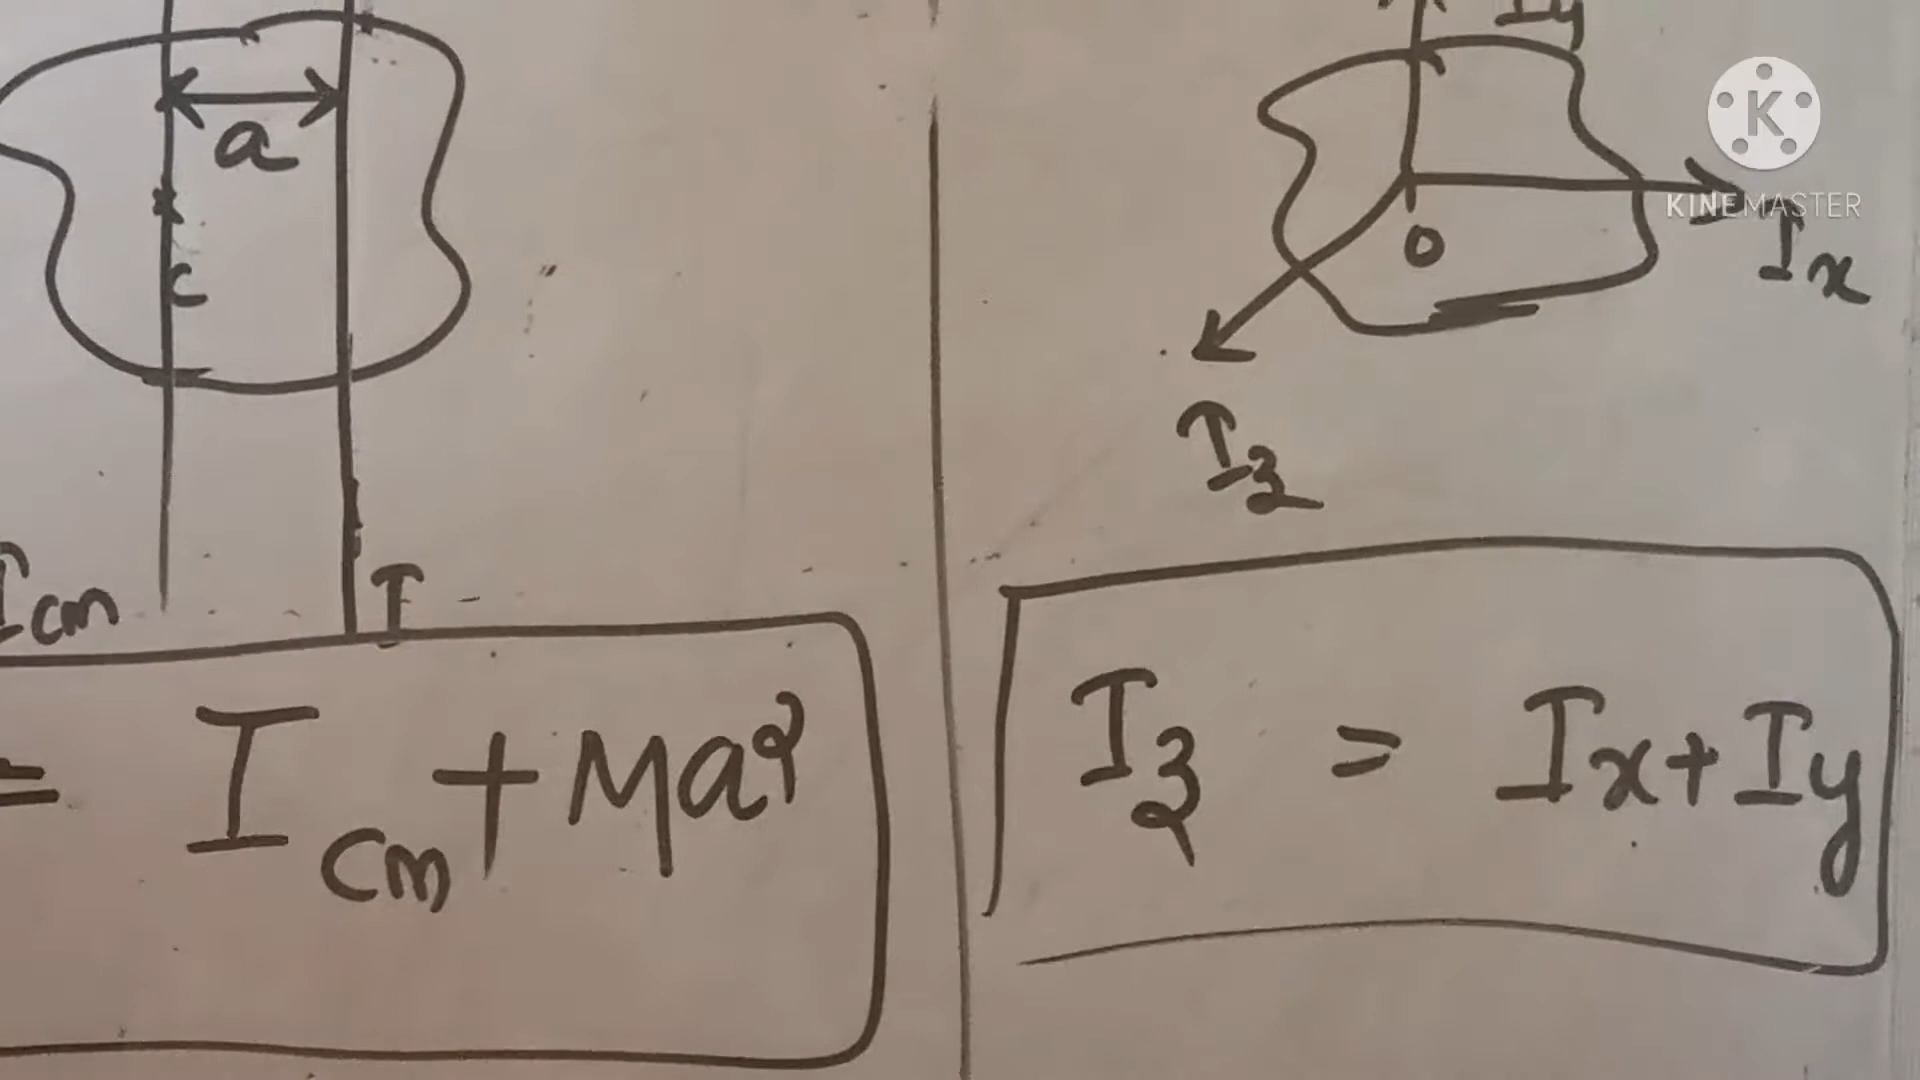 a
C
Icm
I
= Icm + Ma²
Iy
KINEMASTER
Ix
O
Iz
Iz = Ix + Iy